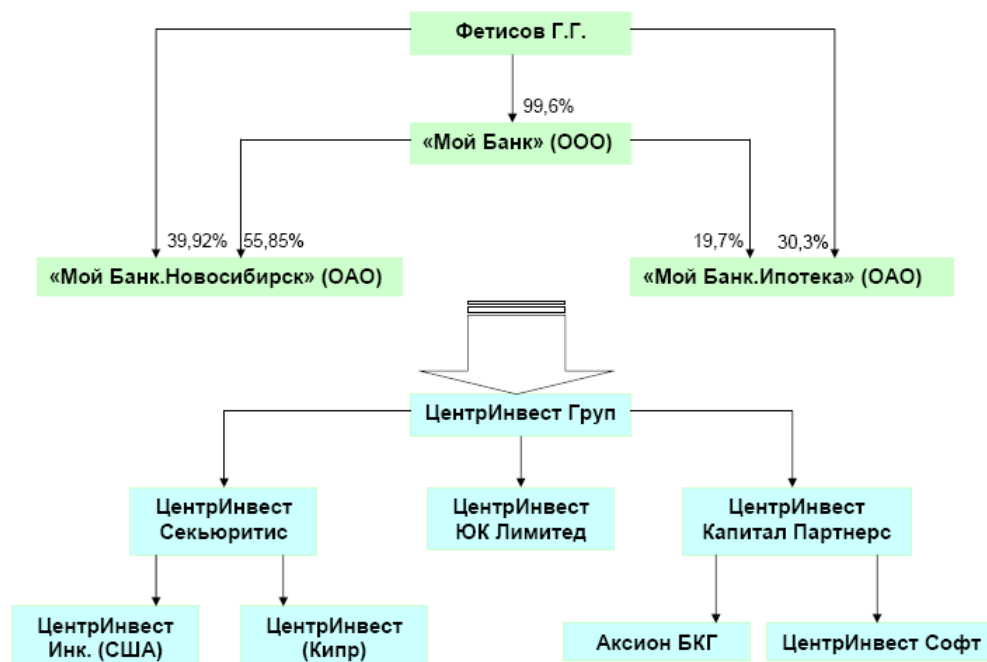 Фетисов Г.Г.
99,6%
«Мой Банк» (ООО)
39,92%
55,85%
19,7%
30,3%
«Мой Банк.Новосибирск» (ОАО)
«Мой Банк.Ипотека» (ОАО)
ЦентрИнвест Груп
ЦентрИнвест
Секьюритис
ЦентрИнвест
ЮК Лимитед
ЦентрИнвест
Капитал Партнерс
ЦентрИнвест
Инк. (США)
ЦентрИнвест
(Кипр)
Аксион БКГ
ЦентрИнвест Софт